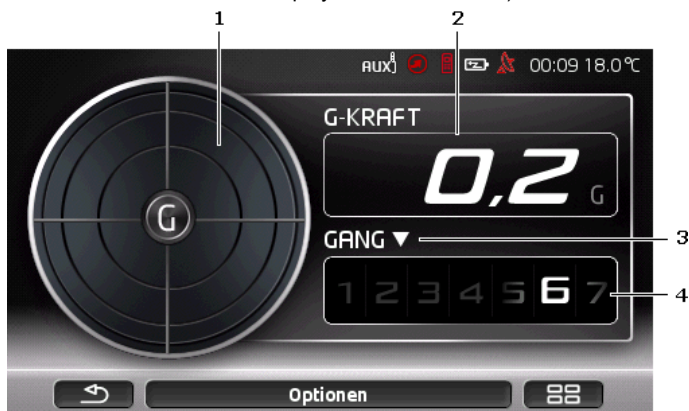 1
2
AUX 00:09 18.0°C
G-KRAFT
0,2 G
G
GANG ▼
3
1 2 3 4 5 6 7
4
Optionen